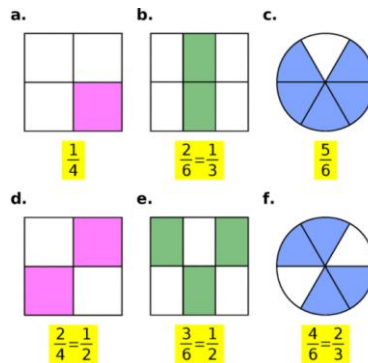 a. b. c.
1/4 2/6=1/3 5/6
d. e. f.
2/4=1/2 3/6=1/2 4/6=2/3